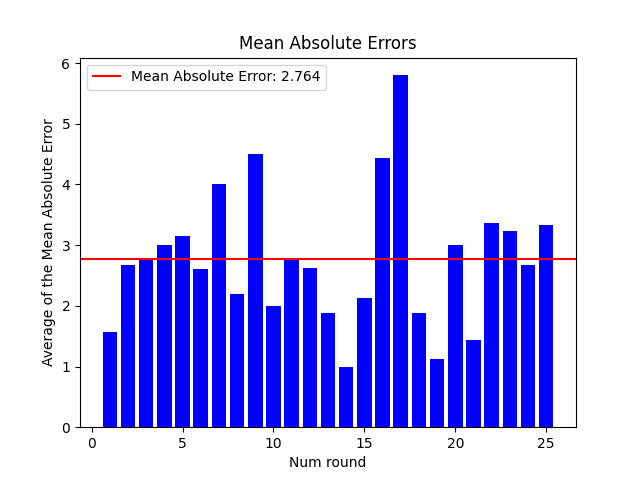 Mean Absolute Errors
Mean Absolute Error: 2.764
Average of the Mean Absolute Error
6
5
4
3
2
1
0
0 5 10 15 20 25
Num round